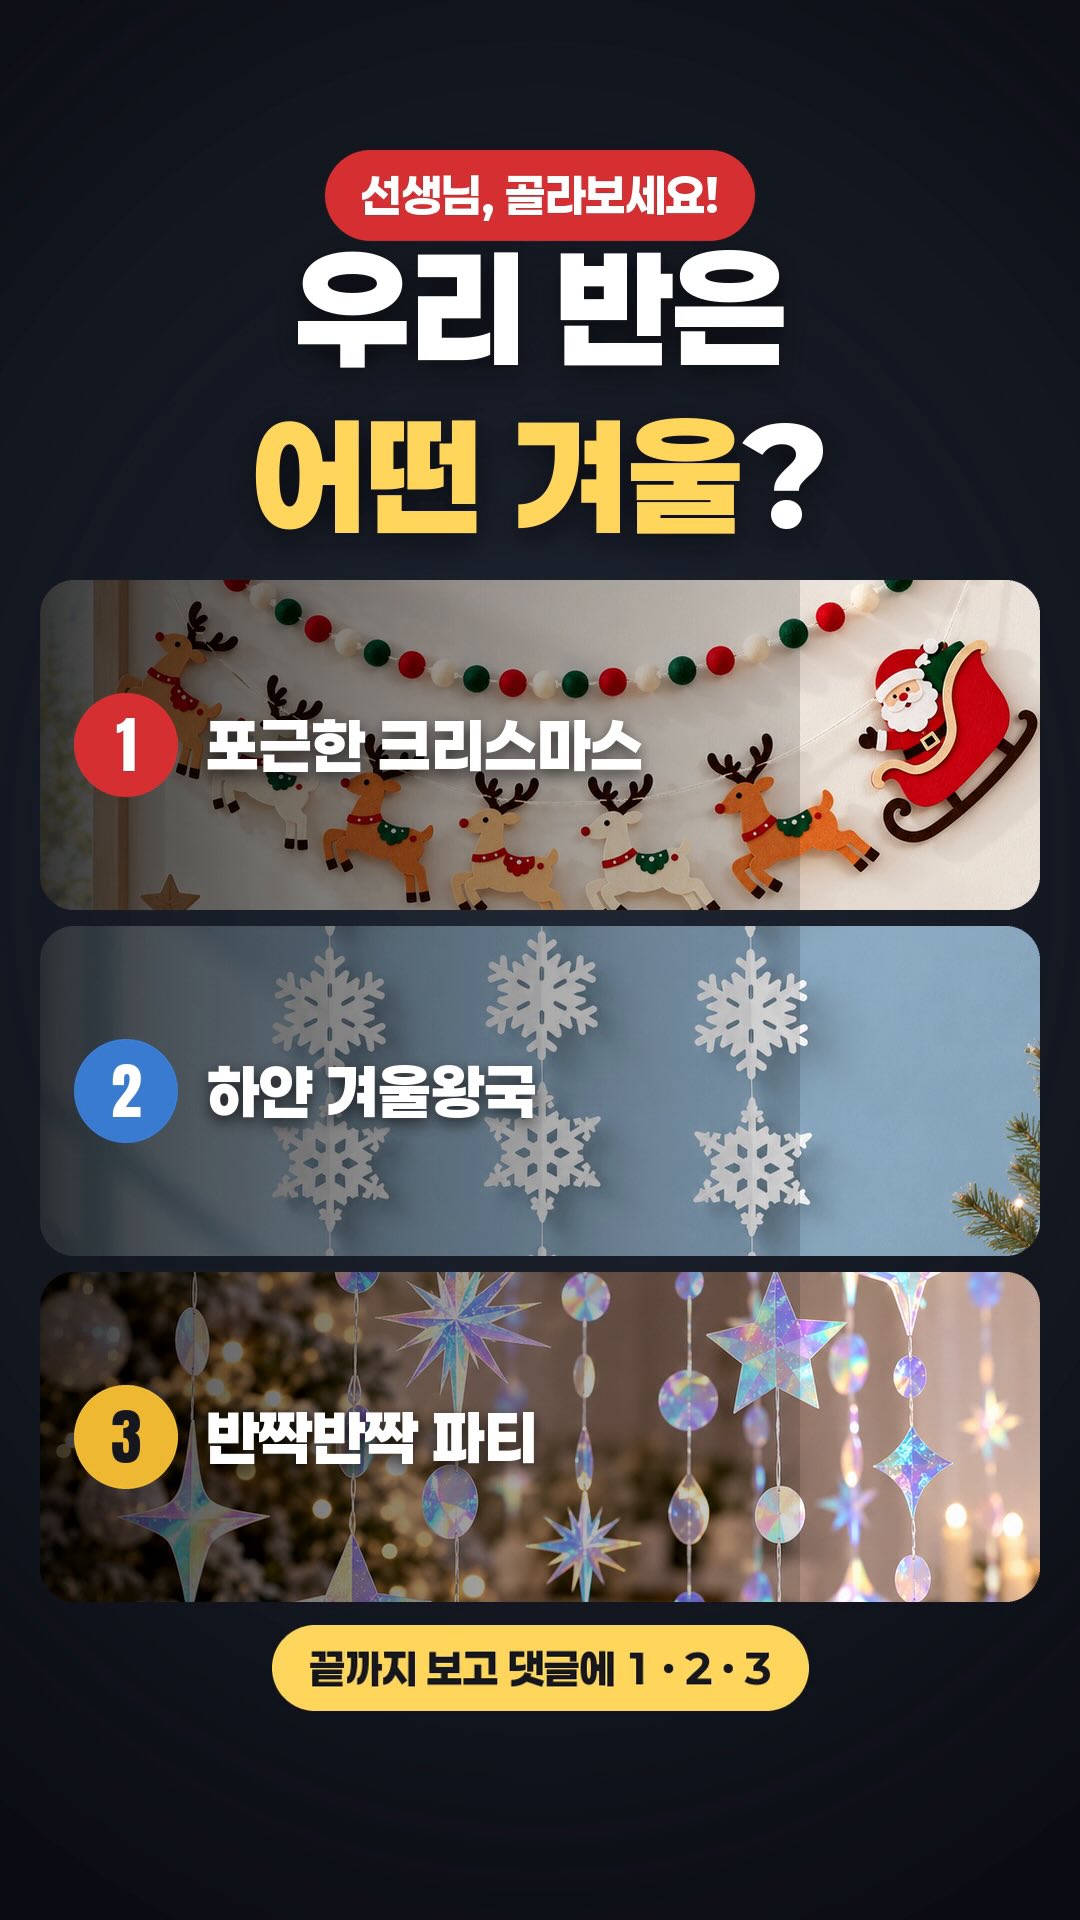 선생님, 골라보세요!
우리 반은
어떤 겨울?
1 포근한 크리스마스
2 하얀 겨울왕국
3 반짝반짝 파티
끝까지 보고 댓글에 1·2·3